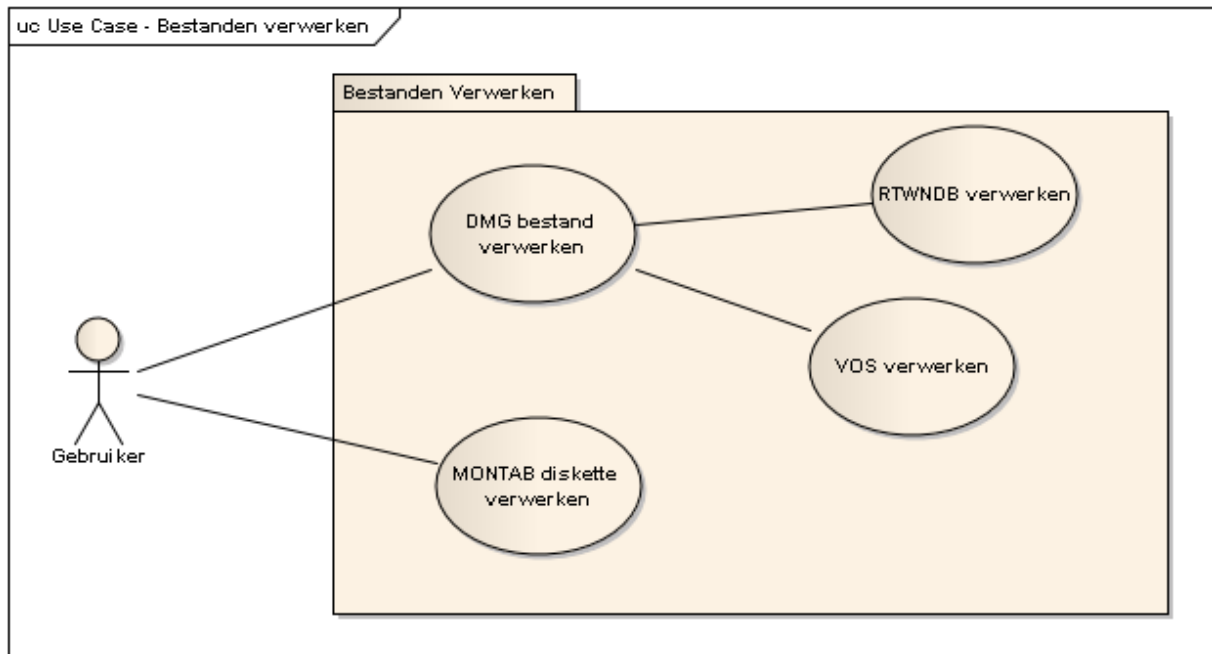 uc Use Case - Bestanden verwerken
Bestanden Verwerken
RTWNDB verwerken
DMG bestand
verwerken
VOS verwerken
Gebruiker
MONTAB diskette
verwerken